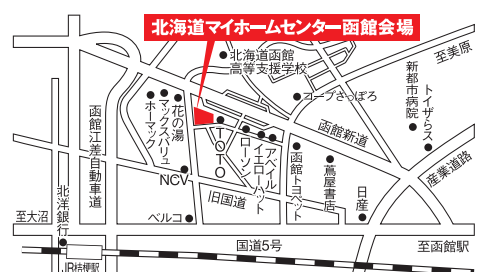 北海道マイホームセンター函館会場
北海道函館
高等支援学校
至美原
コープさっぽろ
新都市病院
トイザらス
ホーマック
マックスバリュ
花の湯
TOTO
ローソン
イエローハット
アベイル
函館新道
函館トヨペット
蔦屋書店
日産
産業道路
函館江差自動車道
NCV
旧国道
北洋銀行
至大沼
ベルコ
国道5号
至函館駅
JR桔梗駅